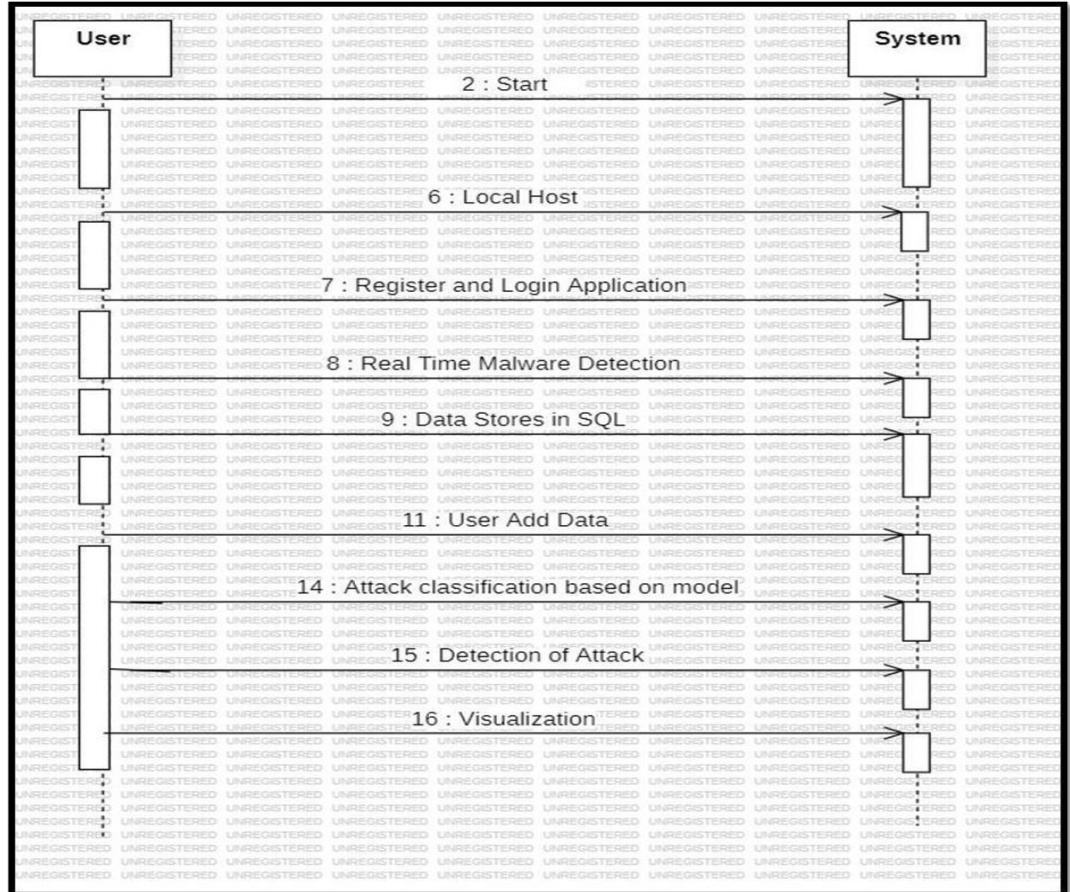 User
System
2 : Start
6 : Local Host
7 : Register and Login Application
8 : Real Time Malware Detection
9 : Data Stores in SQL
11 : User Add Data
14 : Attack classification based on model
15 : Detection of Attack
16 : Visualization
UNREGISTERED